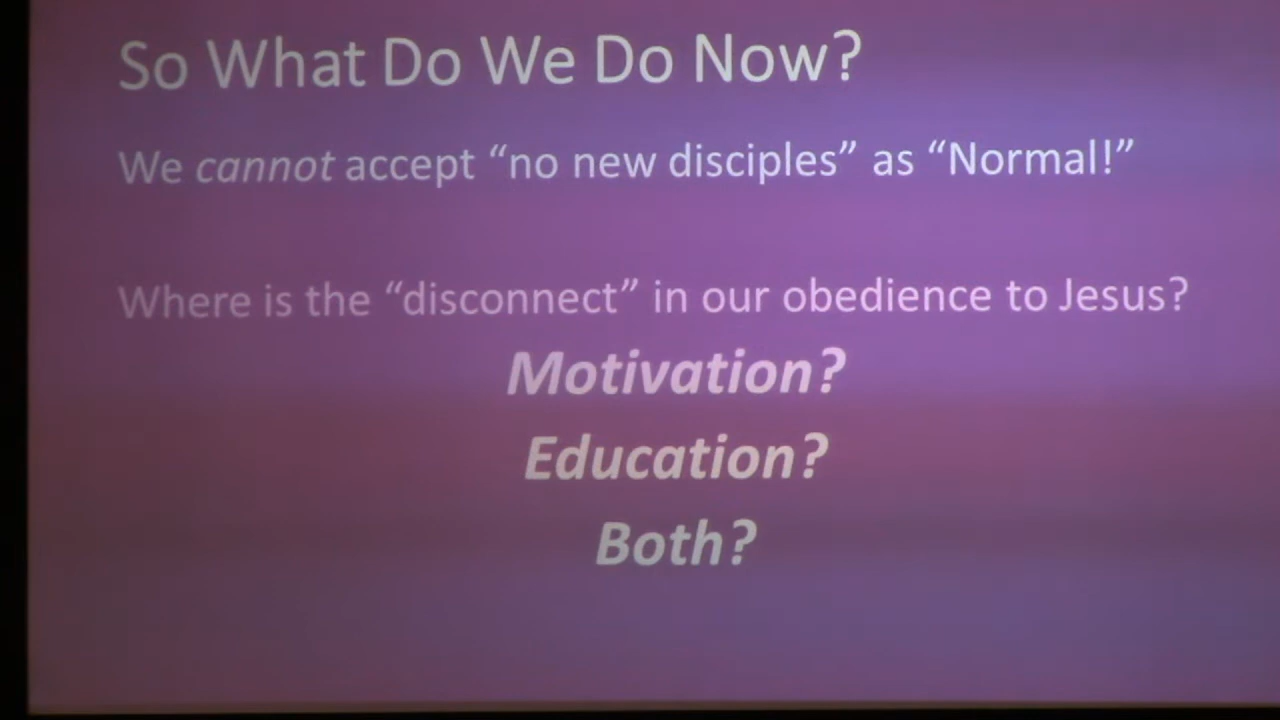 So What Do We Do Now?
We cannot accept “no new disciples” as “Normal!”
Where is the “disconnect” in our obedience to Jesus?
Motivation?
Education?
Both?